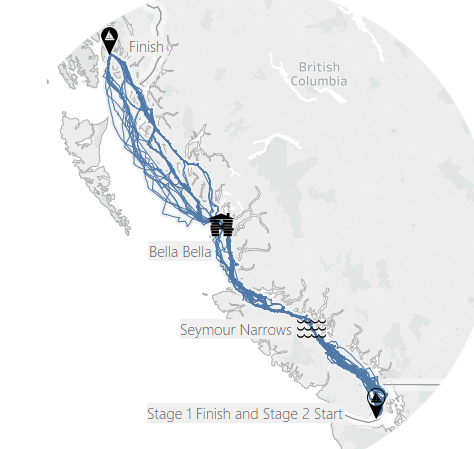 Finish
British
Columbia
Bella Bella
Seymour Narrows
Stage 1 Finish and Stage 2 Start